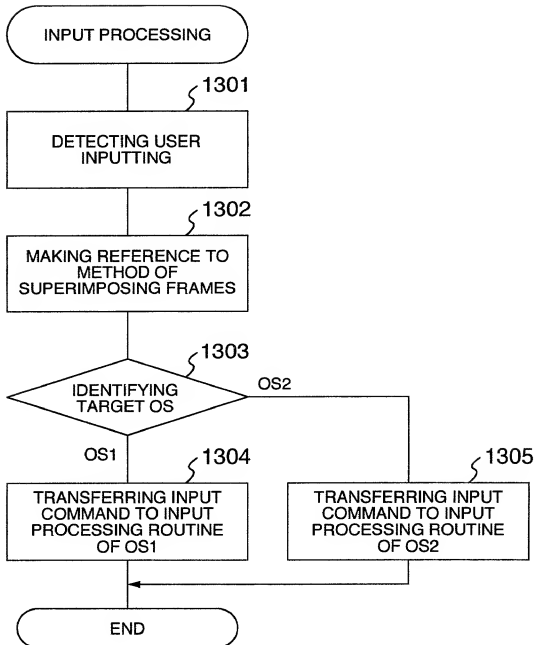 INPUT PROCESSING
1301
DETECTING USER
INPUTTING
1302
MAKING REFERENCE TO
METHOD OF
SUPERIMPOSING FRAMES
1303
IDENTIFYING
TARGET OS
OS2
OS1
1304
TRANSFERRING INPUT
COMMAND TO INPUT
PROCESSING ROUTINE
OF OS1
1305
TRANSFERRING INPUT
COMMAND TO INPUT
PROCESSING ROUTINE
OF OS2
END